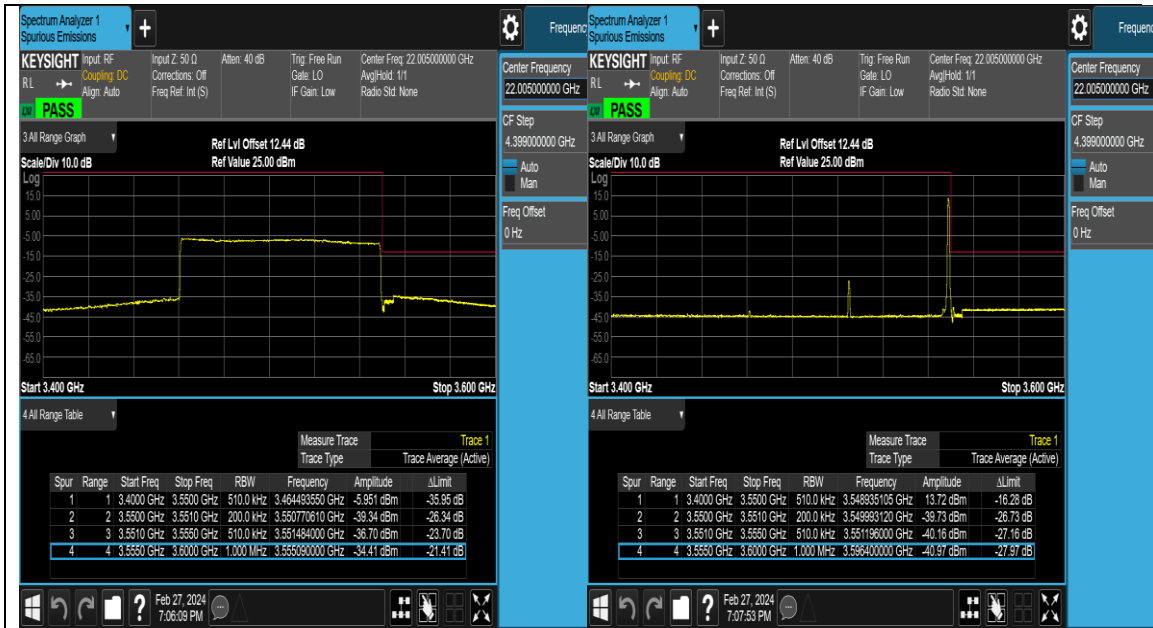 Spectrum Analyzer 1
Spurious Emissions
Frequenc
KEYSIGHT
Input: RF
Coupling: DC
Align: Auto
Input Z: 50 Ω
Corrections: Off
Freq Ref: Int (S)
Atten: 40 dB
Trig: Free Run
Gate: LO
IF Gain: Low
Center Freq: 22.005000000 GHz
Avg|Hold: 1/1
Radio Std: None
RL
PASS
Center Frequency
22.005000000 GHz
CF Step
4.399000000 GHz
Auto
Man
Freq Offset
0 Hz
3 All Range Graph
Ref Lvl Offset 12.44 dB
Scale/Div 10.0 dB
Ref Value 25.00 dBm
Log
15.0
5.00
-5.00
-15.0
-25.0
-35.0
-45.0
-55.0
-65.0
Start 3.400 GHz
Stop 3.600 GHz
4 All Range Table
Measure Trace Trace 1
Trace Type Trace Average (Active)
Spur Range Start Freq Stop Freq RBW Frequency Amplitude ΔLimit
1 1 3.4000 GHz 3.5500 GHz 510.0 kHz 3.464493550 GHz -5.951 dBm -35.95 dB
2 2 3.5500 GHz 3.5510 GHz 200.0 kHz 3.550770610 GHz -39.34 dBm -26.34 dB
3 3 3.5510 GHz 3.5550 GHz 510.0 kHz 3.551484000 GHz -36.70 dBm -23.70 dB
4 4 3.5550 GHz 3.6000 GHz 1.000 MHz 3.555090000 GHz -34.41 dBm -21.41 dB
?
Feb 27, 2024
7:06:09 PM
Spectrum Analyzer 1
Spurious Emissions
Frequenc
KEYSIGHT
Input: RF
Coupling: DC
Align: Auto
Input Z: 50 Ω
Corrections: Off
Freq Ref: Int (S)
Atten: 40 dB
Trig: Free Run
Gate: LO
IF Gain: Low
Center Freq: 22.005000000 GHz
Avg|Hold: 1/1
Radio Std: None
RL
PASS
Center Frequency
22.005000000 GHz
CF Step
4.399000000 GHz
Auto
Man
Freq Offset
0 Hz
3 All Range Graph
Ref Lvl Offset 12.44 dB
Scale/Div 10.0 dB
Ref Value 25.00 dBm
Log
15.0
5.00
-5.00
-15.0
-25.0
-35.0
-45.0
-55.0
-65.0
Start 3.400 GHz
Stop 3.600 GHz
4 All Range Table
Measure Trace Trace 1
Trace Type Trace Average (Active)
Spur Range Start Freq Stop Freq RBW Frequency Amplitude ΔLimit
1 1 3.4000 GHz 3.5500 GHz 510.0 kHz 3.548935105 GHz 13.72 dBm -16.28 dB
2 2 3.5500 GHz 3.5510 GHz 200.0 kHz 3.549993120 GHz -39.73 dBm -26.73 dB
3 3 3.5510 GHz 3.5550 GHz 510.0 kHz 3.551196000 GHz -40.16 dBm -27.16 dB
4 4 3.5550 GHz 3.6000 GHz 1.000 MHz 3.596400000 GHz -40.97 dBm -27.97 dB
?
Feb 27, 2024
7:07:53 PM